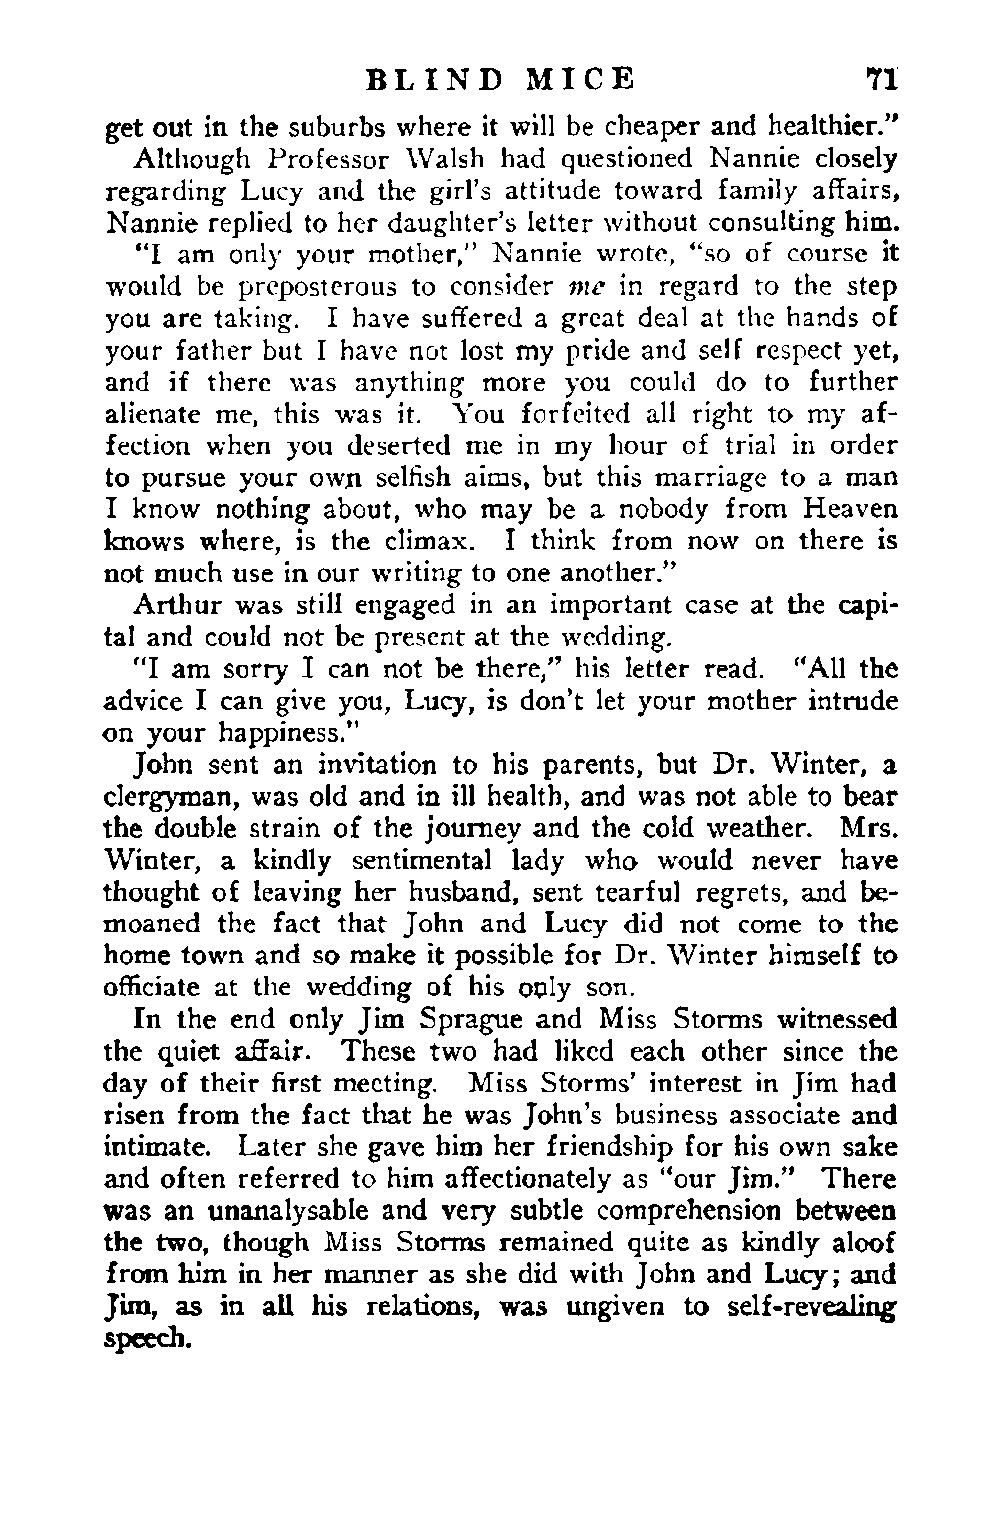 BLIND MICE 71
get out in the suburbs where it will be cheaper and healthier.”
Although Professor Walsh had questioned Nannie closely
regarding Lucy and the girl’s attitude toward family affairs,
Nannie replied to her daughter’s letter without consulting him.
“I am only your mother,” Nannie wrote, “so of course it
would be preposterous to consider me in regard to the step
you are taking. I have suffered a great deal at the hands of
your father but I have not lost my pride and self respect yet,
and if there was anything more you could do to further
alienate me, this was it. You forfeited all right to my af-
fection when you deserted me in my hour of trial in order
to pursue your own selfish aims, but this marriage to a man
I know nothing about, who may be a nobody from Heaven
knows where, is the climax. I think from now on there is
not much use in our writing to one another.”
Arthur was still engaged in an important case at the capi-
tal and could not be present at the wedding.
“I am sorry I can not be there,” his letter read. “All the
advice I can give you, Lucy, is don’t let your mother intrude
on your happiness.”
John sent an invitation to his parents, but Dr. Winter, a
clergyman, was old and in ill health, and was not able to bear
the double strain of the journey and the cold weather. Mrs.
Winter, a kindly sentimental lady who would never have
thought of leaving her husband, sent tearful regrets, and be-
moaned the fact that John and Lucy did not come to the
home town and so make it possible for Dr. Winter himself to
officiate at the wedding of his only son.
In the end only Jim Sprague and Miss Storms witnessed
the quiet affair. These two had liked each other since the
day of their first meeting. Miss Storms’ interest in Jim had
risen from the fact that he was John’s business associate and
intimate. Later she gave him her friendship for his own sake
and often referred to him affectionately as “our Jim.” There
was an unanalysable and very subtle comprehension between
the two, though Miss Storms remained quite as kindly aloof
from him in her manner as she did with John and Lucy; and
Jim, as in all his relations, was ungiven to self-revealing
speech.